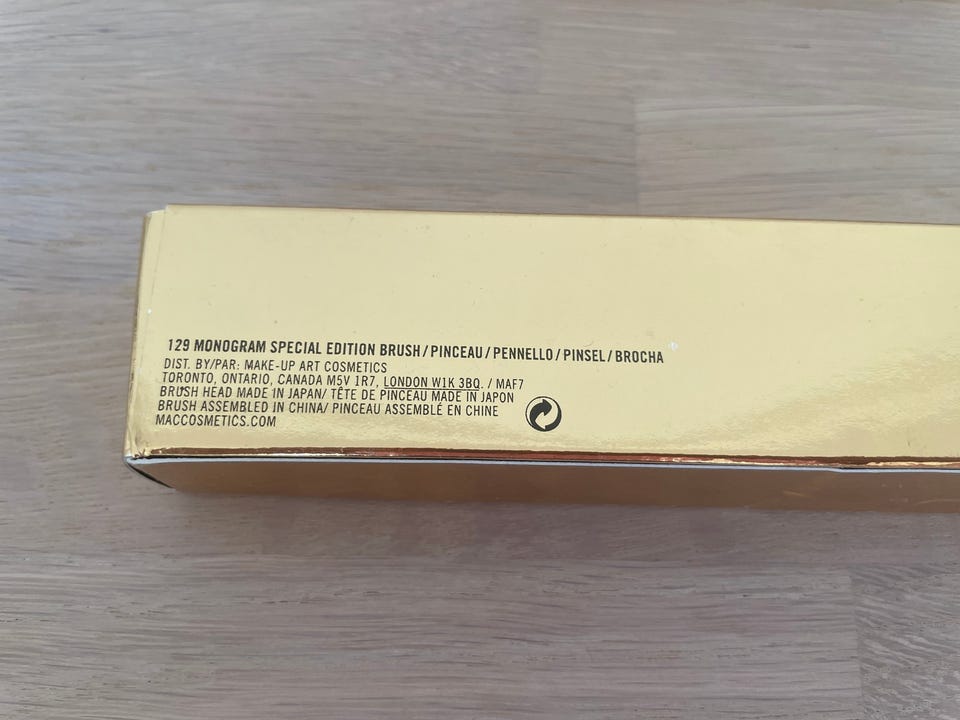 129 MONOGRAM SPECIAL EDITION BRUSH / PINCEAU / PENNELLO / PINSEL / BROCHA
DIST. BY/PAR: MAKE-UP ART COSMETICS
TORONTO, ONTARIO, CANADA M5V 1R7, LONDON W1K 3BQ. / MAF7
BRUSH HEAD MADE IN JAPAN/ TÊTE DE PINCEAU MADE IN JAPON
BRUSH ASSEMBLED IN CHINA/ PINCEAU ASSEMBLÉ EN CHINE
MACCOSMETICS.COM